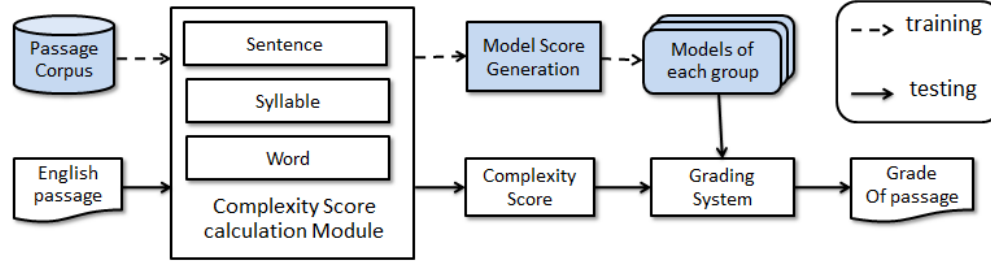 Passage
Corpus
Sentence
Syllable
Word
Complexity Score
calculation Module
Model Score
Generation
Models of
each group
training
testing
English
passage
Complexity
Score
Grading
System
Grade
Of passage